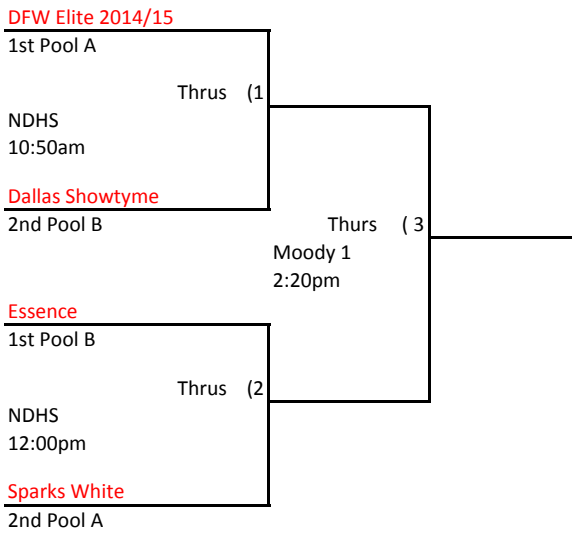 DFW Elite 2014/15
1st Pool A
Thrus (1
NDHS
10:50am
Dallas Showtyme
2nd Pool B
Thurs ( 3
Moody 1
2:20pm
Essence
1st Pool B
Thrus (2
NDHS
12:00pm
Sparks White
2nd Pool A